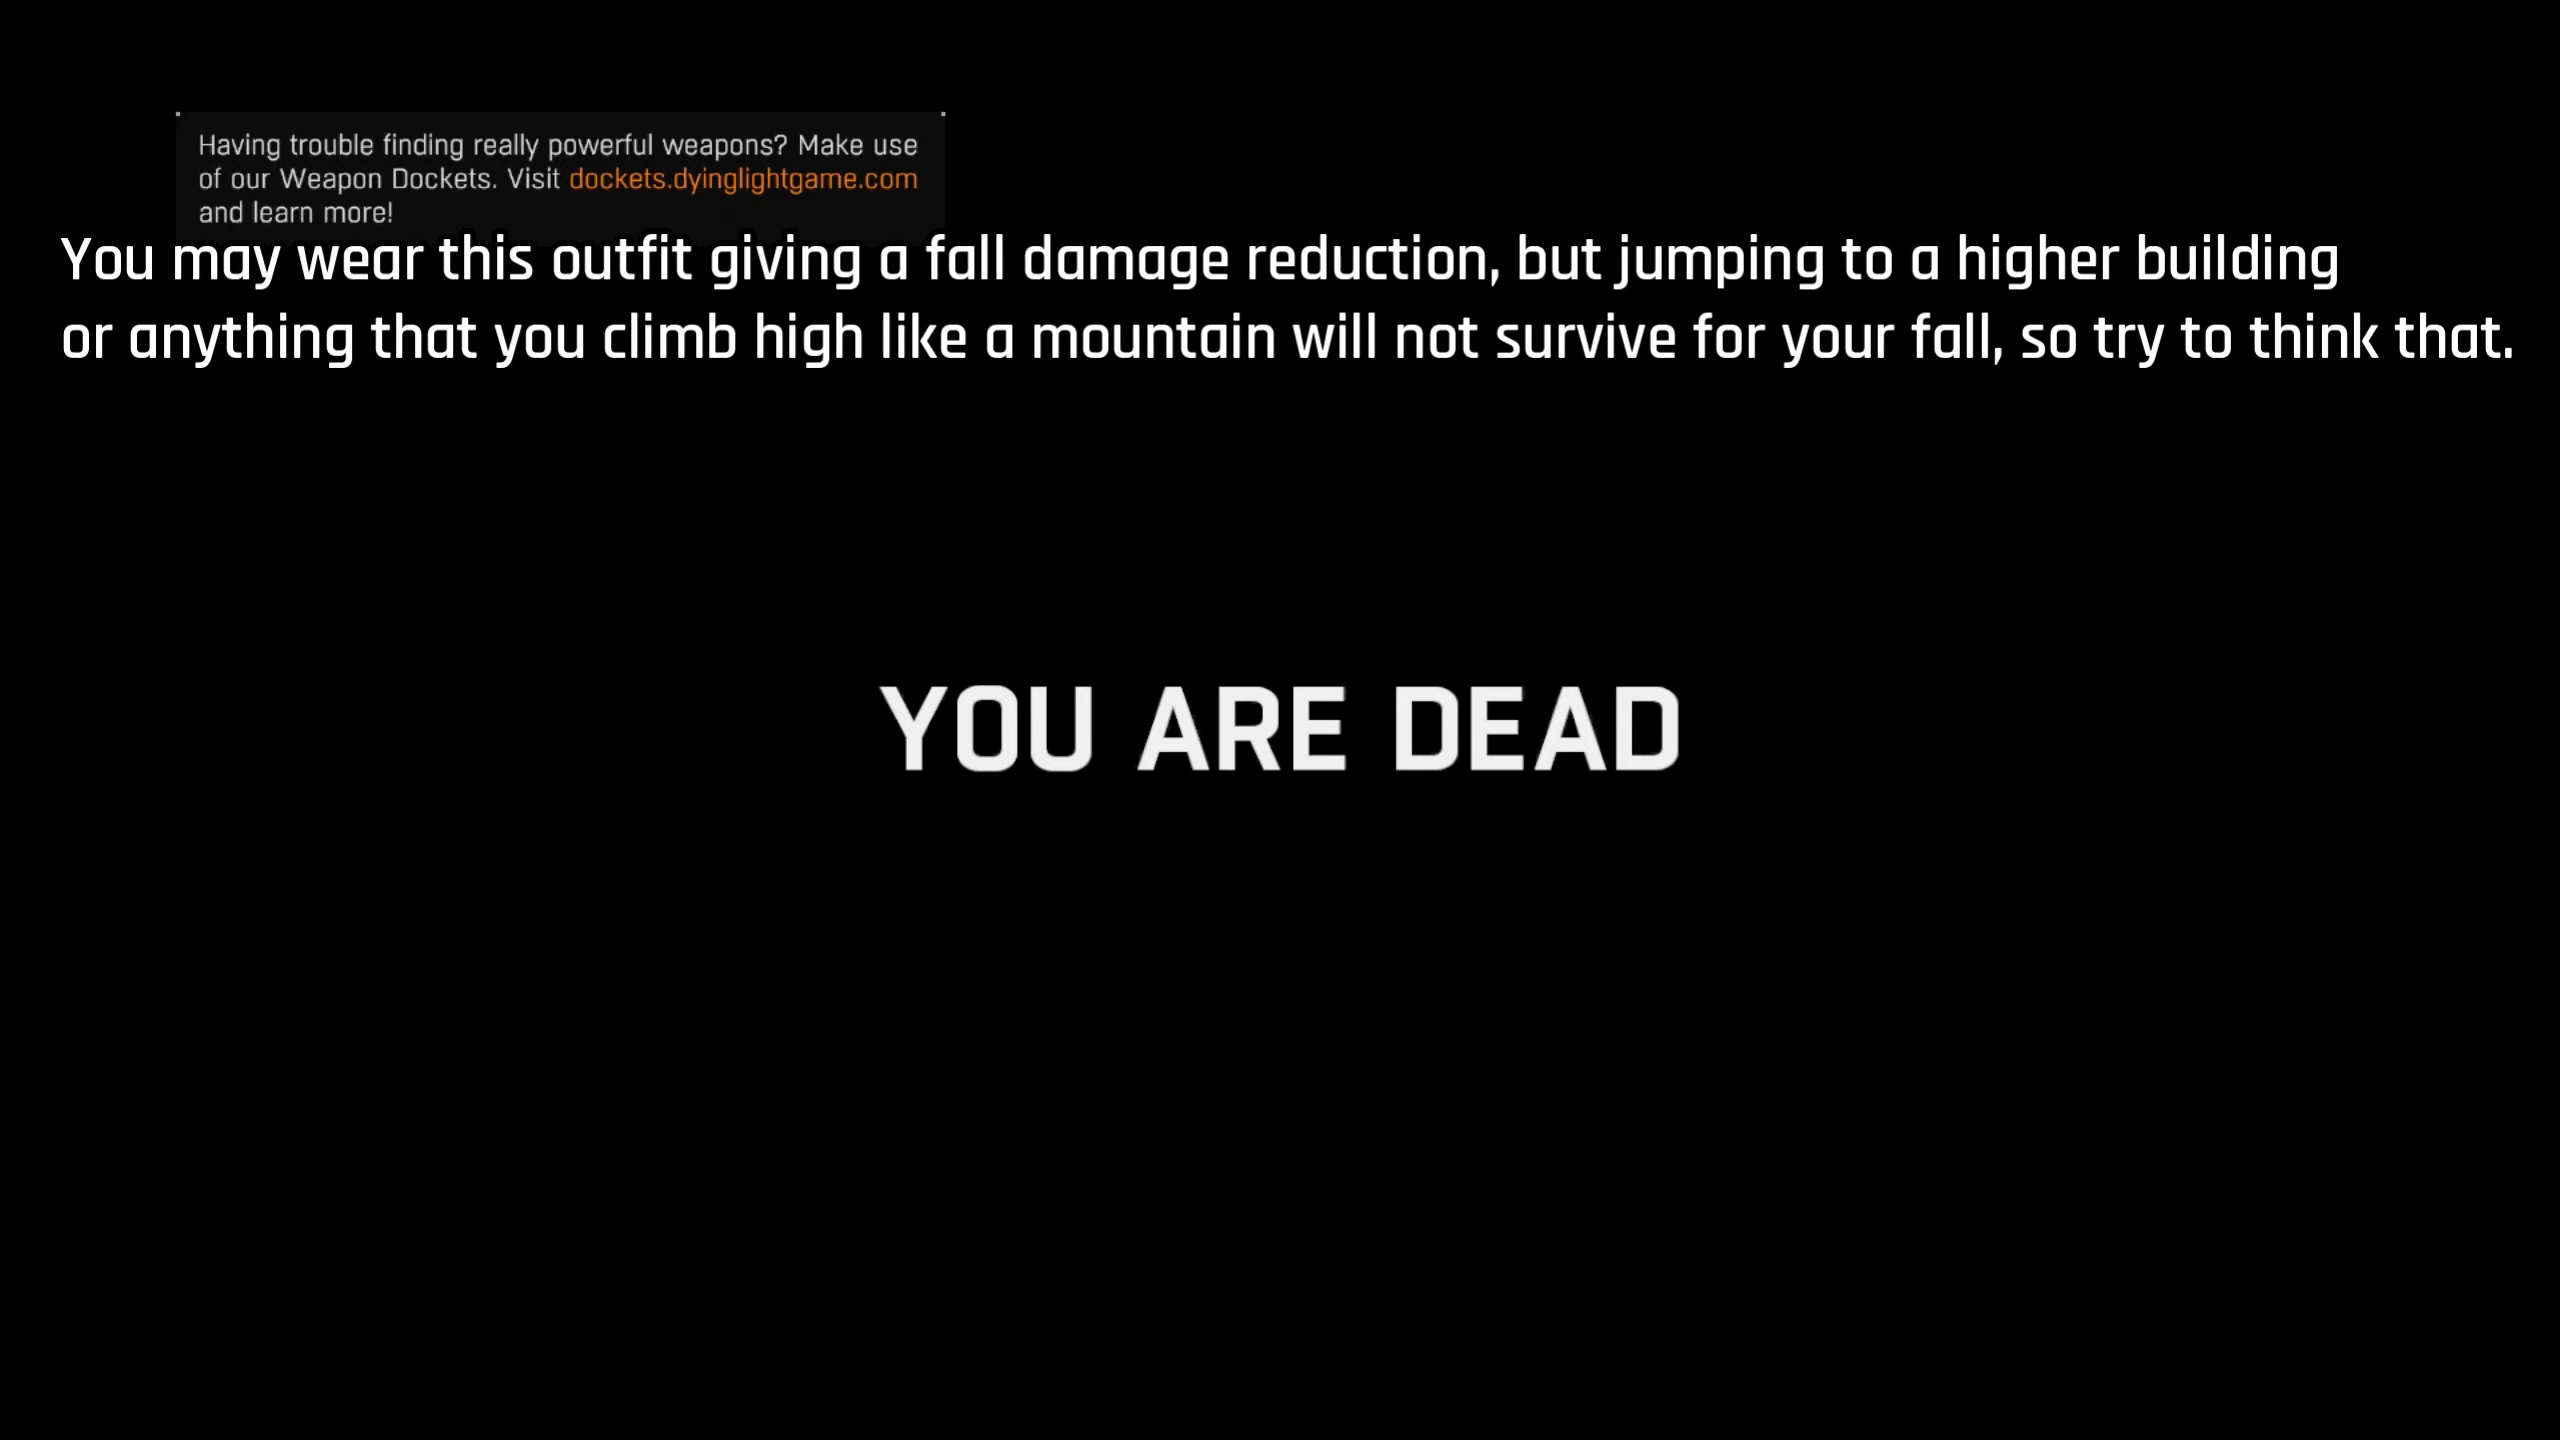 Having trouble finding really powerful weapons? Make use
of our Weapon Dockets. Visit dockets.dyinglightgame.com
and learn more!
You may wear this outfit giving a fall damage reduction, but jumping to a higher building
or anything that you climb high like a mountain will not survive for your fall, so try to think that.
YOU ARE DEAD